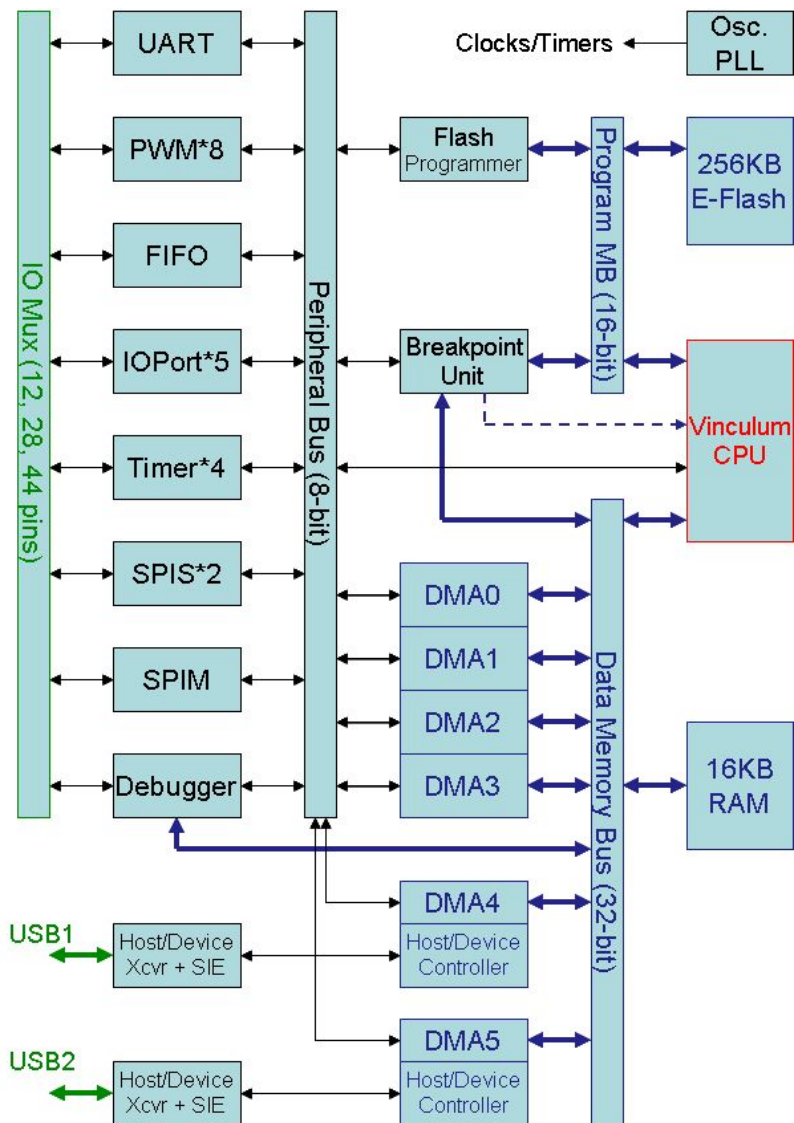 UART
Clocks/Timers
Osc.
PLL
PWM*8
Flash
Programmer
256KB
E-Flash
FIFO
IO Mux (12, 28, 44 pins)
Peripheral Bus (8-bit)
Program MB (16-bit)
IOPort*5
Breakpoint
Unit
Vinculum
CPU
Timer*4
SPIS*2
DMA0
SPIM
DMA1
DMA2
Data Memory Bus (32-bit)
16KB
RAM
Debugger
DMA3
USB1
Host/Device
Xcvr + SIE
DMA4
Host/Device
Controller
USB2
Host/Device
Xcvr + SIE
DMA5
Host/Device
Controller